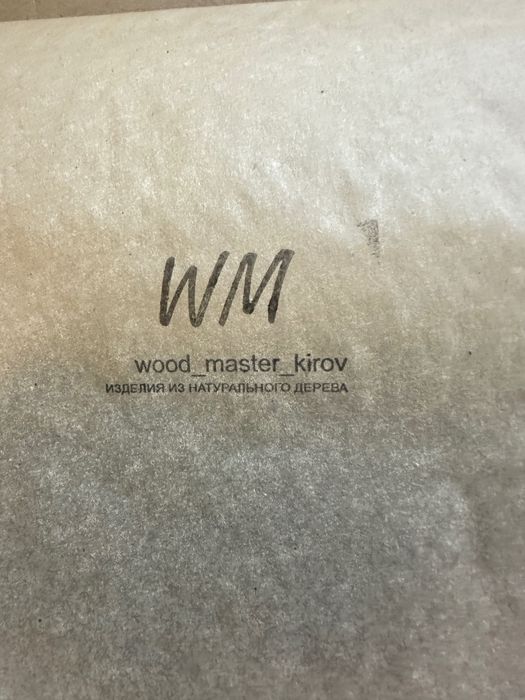 WM
wood_master_kirov
ИЗДЕЛИЯ ИЗ НАТУРАЛЬНОГО ДЕРЕВА